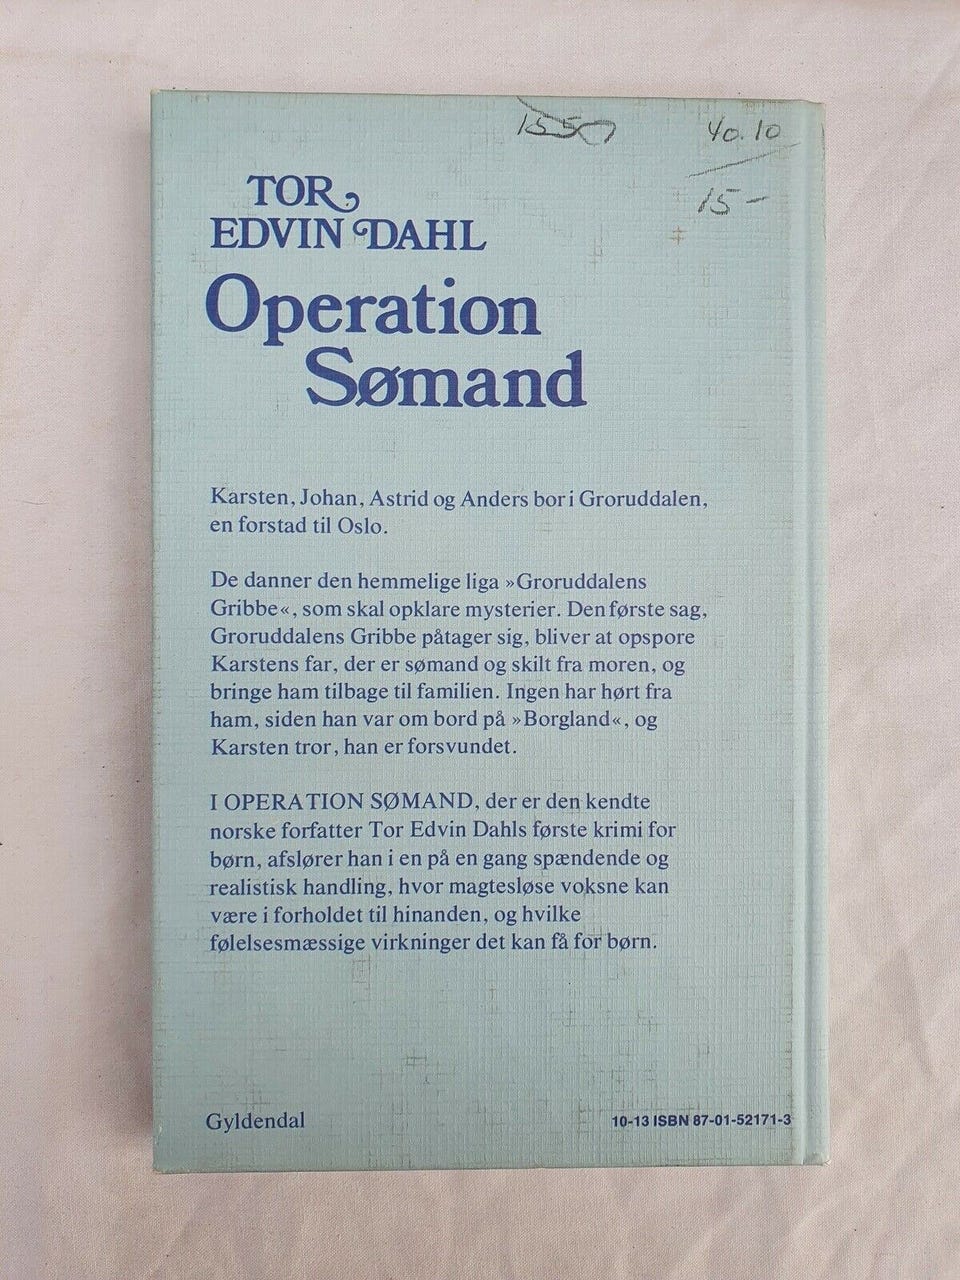 1550
40.10
15-
TOR
EDVIN DAHL
Operation
Sømand
Karsten, Johan, Astrid og Anders bor i Groruddalen,
en forstad til Oslo.
De danner den hemmelige liga »Groruddalens
Gribbe«, som skal opklare mysterier. Den første sag,
Groruddalens Gribbe påtager sig, bliver at opspore
Karstens far, der er sømand og skilt fra moren, og
bringe ham tilbage til familien. Ingen har hørt fra
ham, siden han var om bord på »Borgland«, og
Karsten tror, han er forsvundet.
I OPERATION SØMAND, der er den kendte
norske forfatter Tor Edvin Dahls første krimi for
børn, afslører han i en på en gang spændende og
realistisk handling, hvor magtesløse voksne kan
være i forholdet til hinanden, og hvilke
følelsesmæssige virkninger det kan få for børn.
Gyldendal
10-13 ISBN 87-01-52171-3